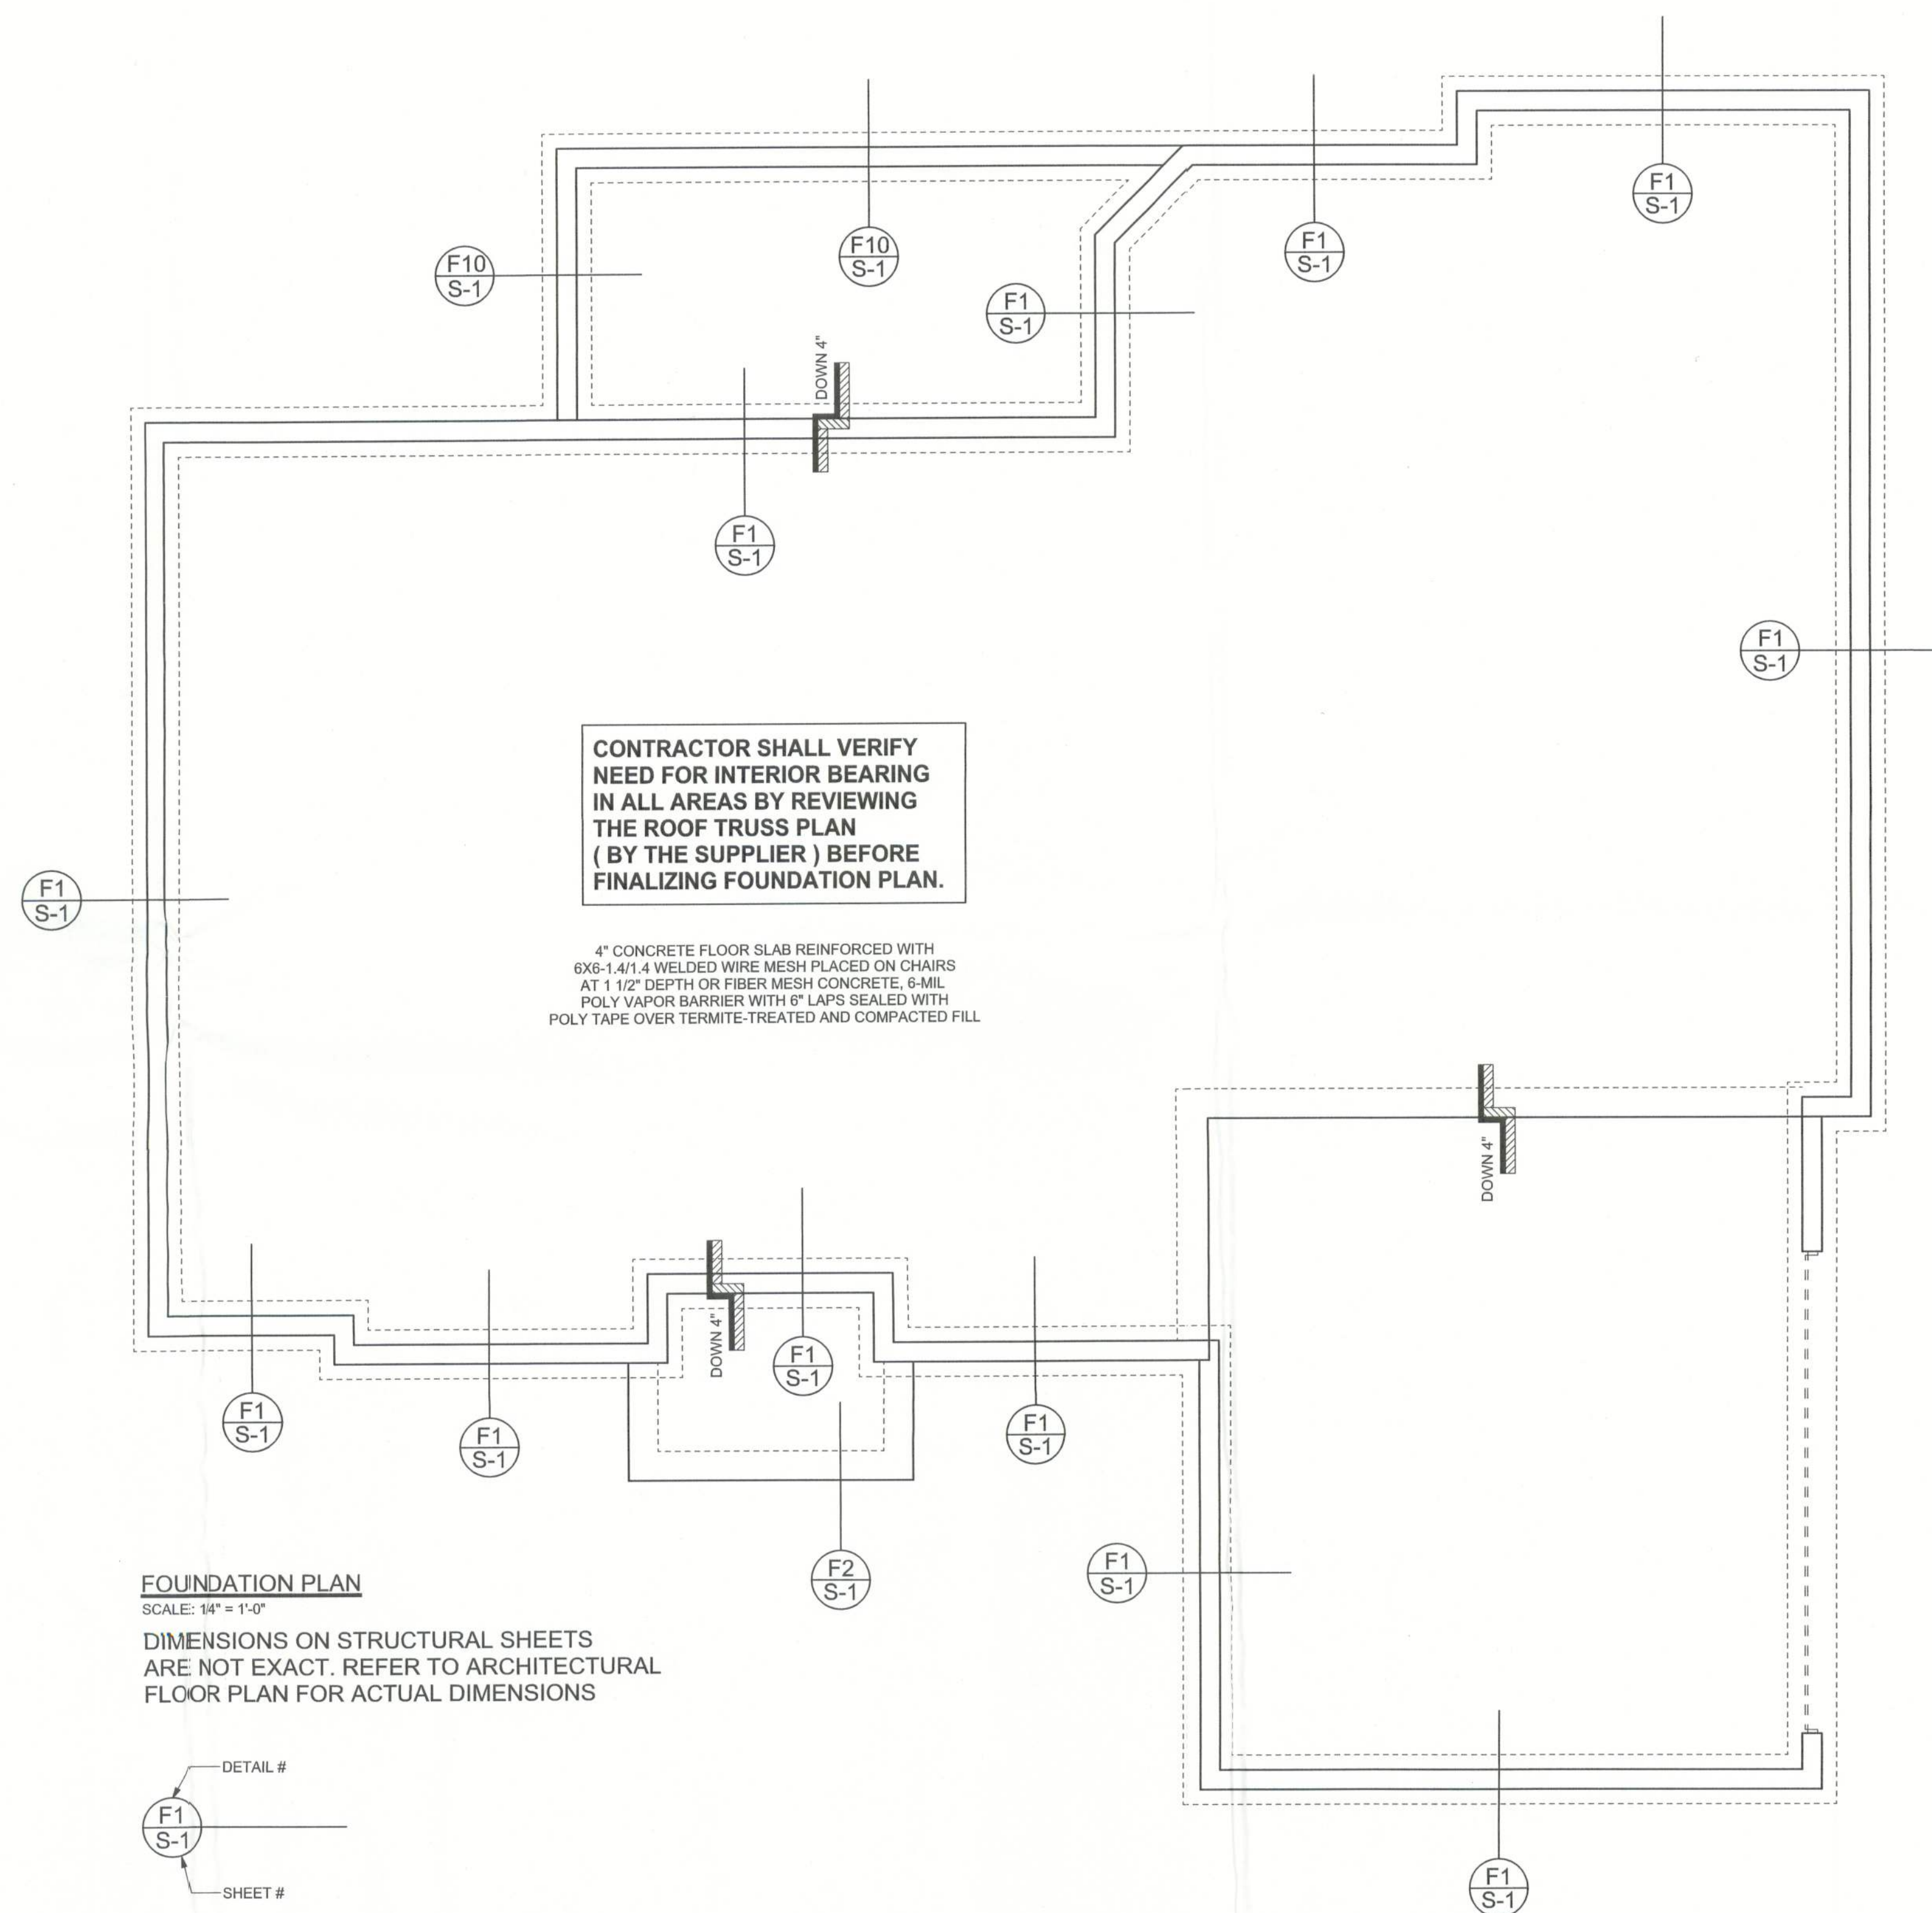 F1
S-1
F10
S-1
F1
S-1
F10
S-1
F1
S-1
DOWN 4"
F1
S-1
F1
S-1
CONTRACTOR SHALL VERIFY
NEED FOR INTERIOR BEARING
IN ALL AREAS BY REVIEWING
THE ROOF TRUSS PLAN
( BY THE SUPPLIER ) BEFORE
FINALIZING FOUNDATION PLAN.
F1
S-1
4" CONCRETE FLOOR SLAB REINFORCED WITH
6X6-1.4/1.4 WELDED WIRE MESH PLACED ON CHAIRS
AT 1 1/2" DEPTH OR FIBER MESH CONCRETE, 6-MIL
POLY VAPOR BARRIER WITH 6" LAPS SEALED WITH
POLY TAPE OVER TERMITE-TREATED AND COMPACTED FILL
DOWN 4"
DOWN 4"
F1
S-1
F1
S-1
F1
S-1
F1
S-1
F2
S-1
F1
S-1
FOUNDATION PLAN
SCALE: 1/4" = 1'-0"
DIMENSIONS ON STRUCTURAL SHEETS
ARE NOT EXACT. REFER TO ARCHITECTURAL
FLOOR PLAN FOR ACTUAL DIMENSIONS
DETAIL #
F1
S-1
SHEET #
F1
S-1